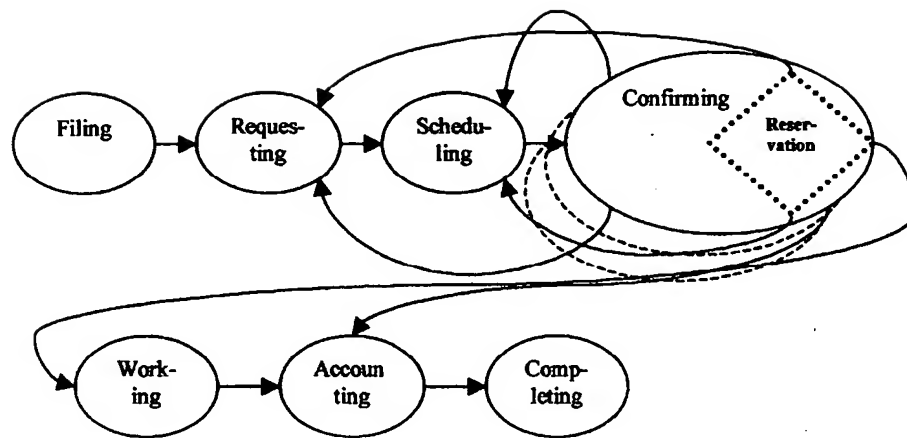 Filing
Reques-
ting
Schedu-
ling
Confirming
Reser-
vation
Work-
ing
Accoun
ting
Comp-
leting